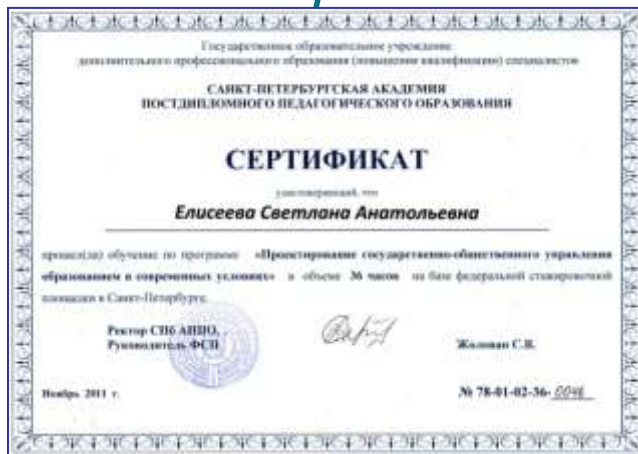 Государственное образовательное учреждение
дополнительного профессионального образования (повышения квалификации) специалистов
САНКТ-ПЕТЕРБУРГСКАЯ АКАДЕМИЯ
ПОСТДИПЛОМНОГО ПЕДАГОГИЧЕСКОГО ОБРАЗОВАНИЯ
СЕРТИФИКАТ
удостоверяющий, что
Елисеева Светлана Анатольевна
прошел(ла) обучение по программе «Проектирование государственно-общественного управления
образованием в современных условиях» в объеме 36 часов на базе федеральной стажировочной
площадки в Санкт-Петербурге.
Ректор СПб АППО,
Руководитель ФСП
Жолован С.В.
Ноябрь 2011 г.
№ 78-01-02-36- 0046